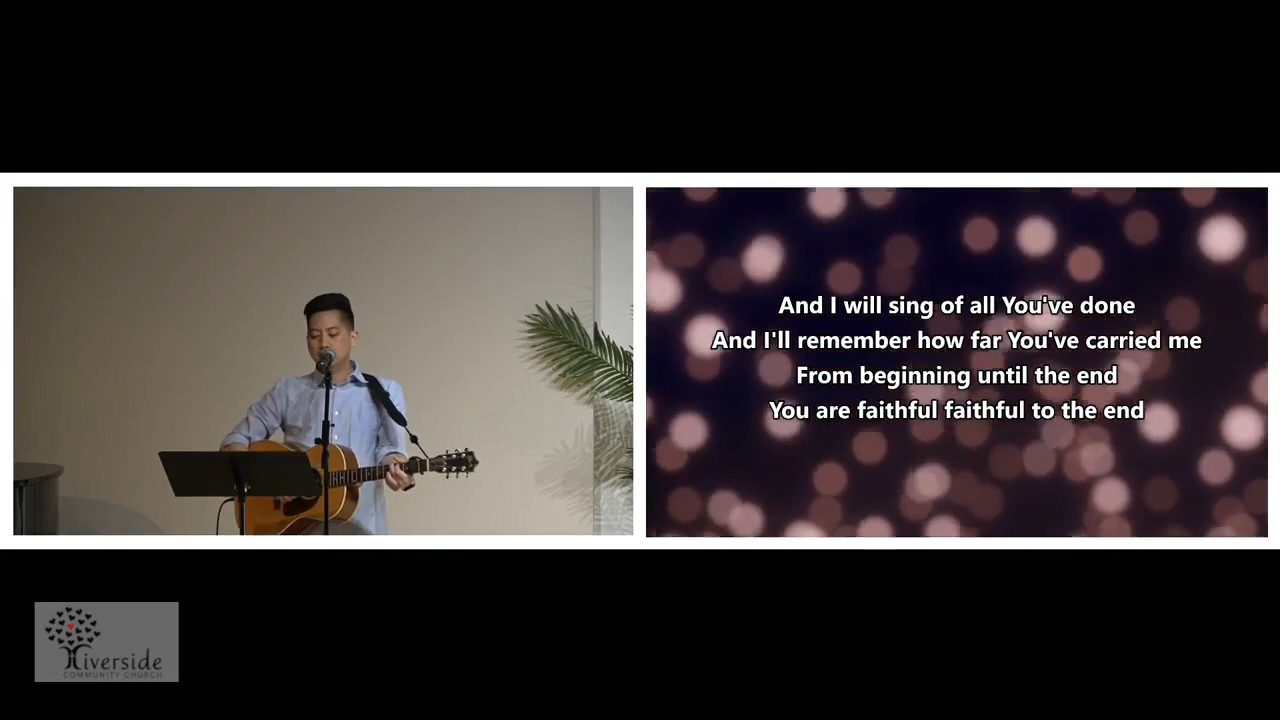 And I will sing of all You've done
And I'll remember how far You've carried me
From beginning until the end
You are faithful faithful to the end
Riverside
COMMUNITY CHURCH